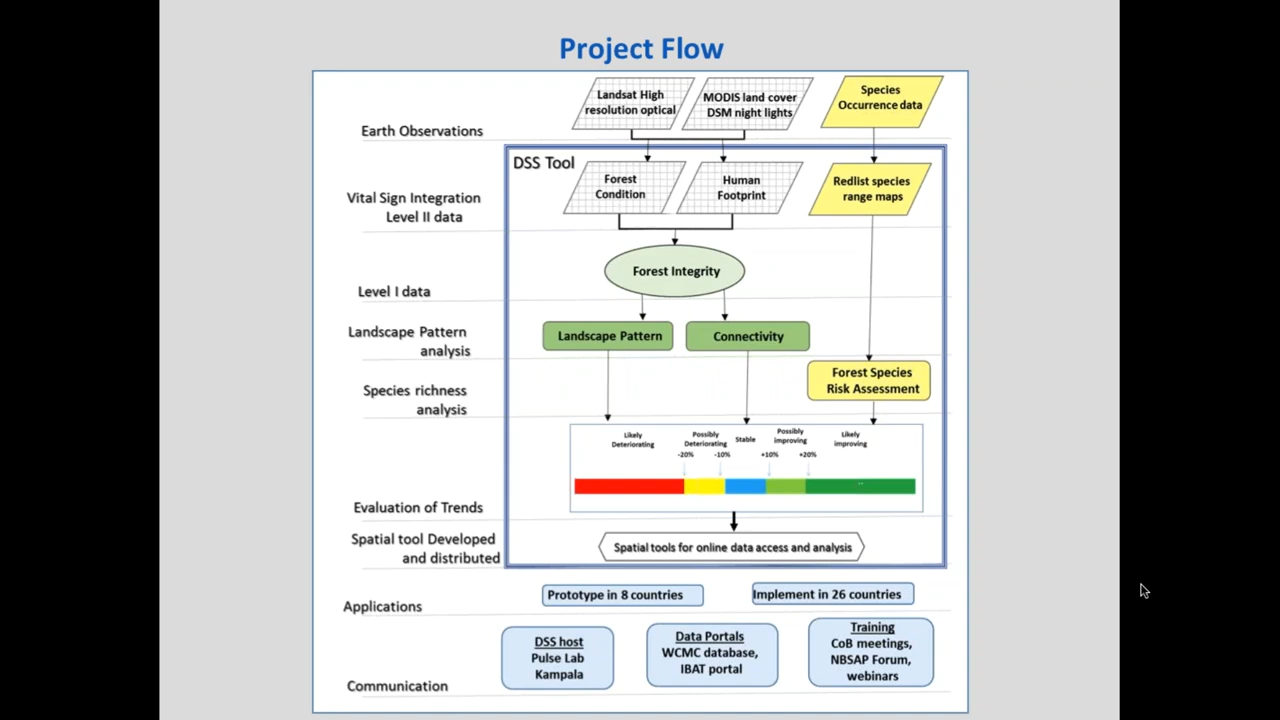 Project Flow
Landsat High
resolution optical
MODIS land cover
DSM night lights
Species
Occurrence data
Earth Observations
DSS Tool
Forest
Condition
Human
Footprint
Redlist species
range maps
Vital Sign Integration
Level II data
Forest Integrity
Level I data
Landscape Pattern
analysis
Landscape Pattern
Connectivity
Forest Species
Risk Assessment
Species richness
analysis
Likely
Deteriorating
Possibly
Deteriorating
Stable
Possibly
improving
Likely
improving
-20%
-10%
+10%
+20%
Evaluation of Trends
Spatial tool Developed
and distributed
Spatial tools for online data access and analysis
Applications
Prototype in 8 countries
Implement in 26 countries
DSS host
Pulse Lab
Kampala
Data Portals
WCMC database,
IBAT portal
Training
CoB meetings,
NBSAP Forum,
webinars
Communication